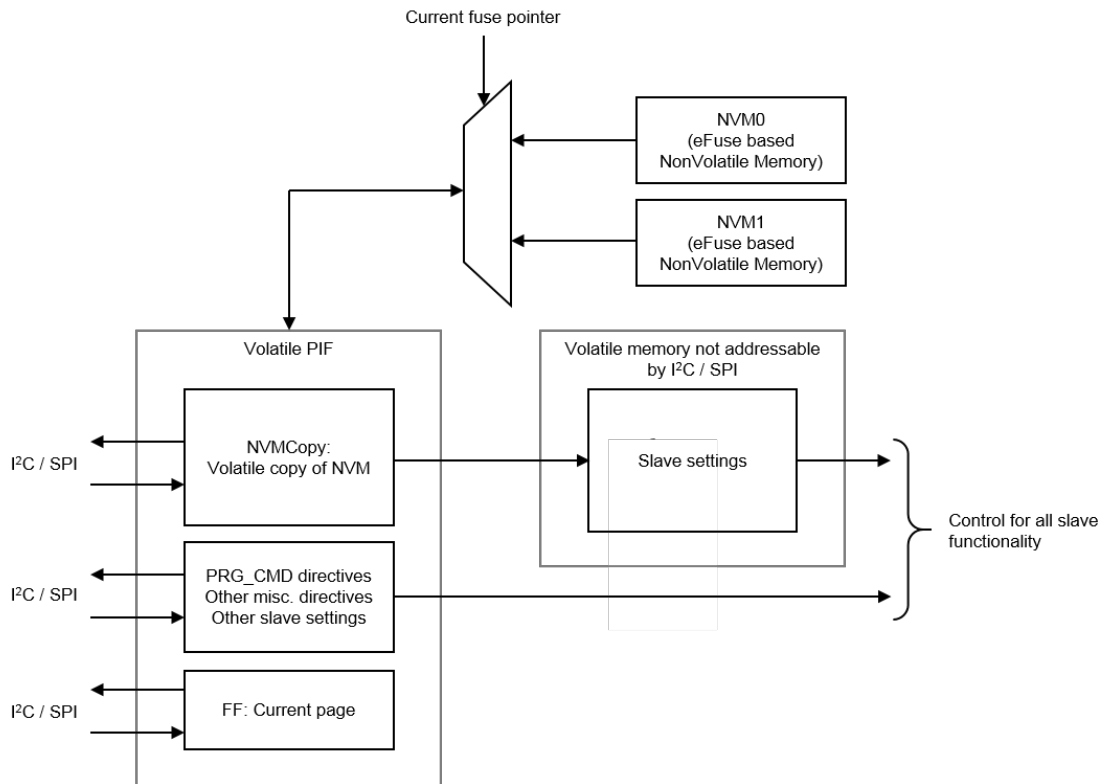 Current fuse pointer
NVM0
(eFuse based
NonVolatile Memory)
NVM1
(eFuse based
NonVolatile Memory)
Volatile PIF
Volatile memory not addressable
by I²C / SPI
I²C / SPI
NVMCopy:
Volatile copy of NVM
Slave settings
Control for all slave
functionality
I²C / SPI
PRG_CMD directives
Other misc. directives
Other slave settings
I²C / SPI
FF: Current page